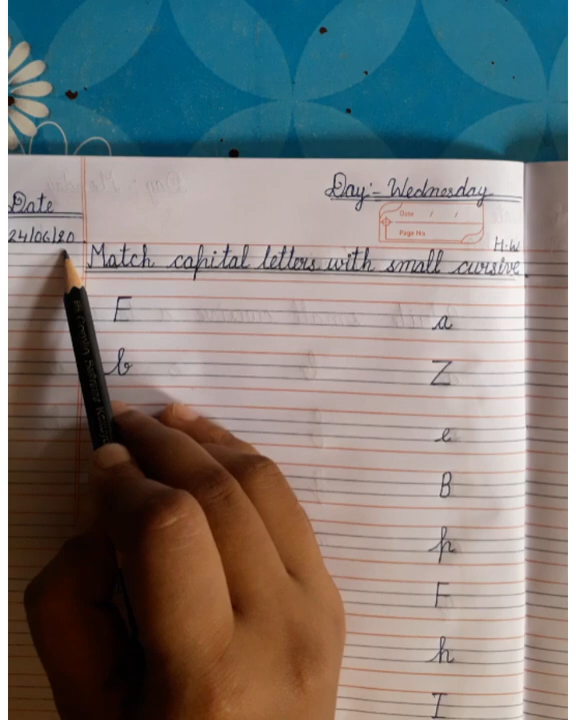 Day:- Wednesday
Date
Date / /
Page No
24/06/20
H.W
Match capital letters with small cursive
E a
b Z
e
B
p
F
h
I